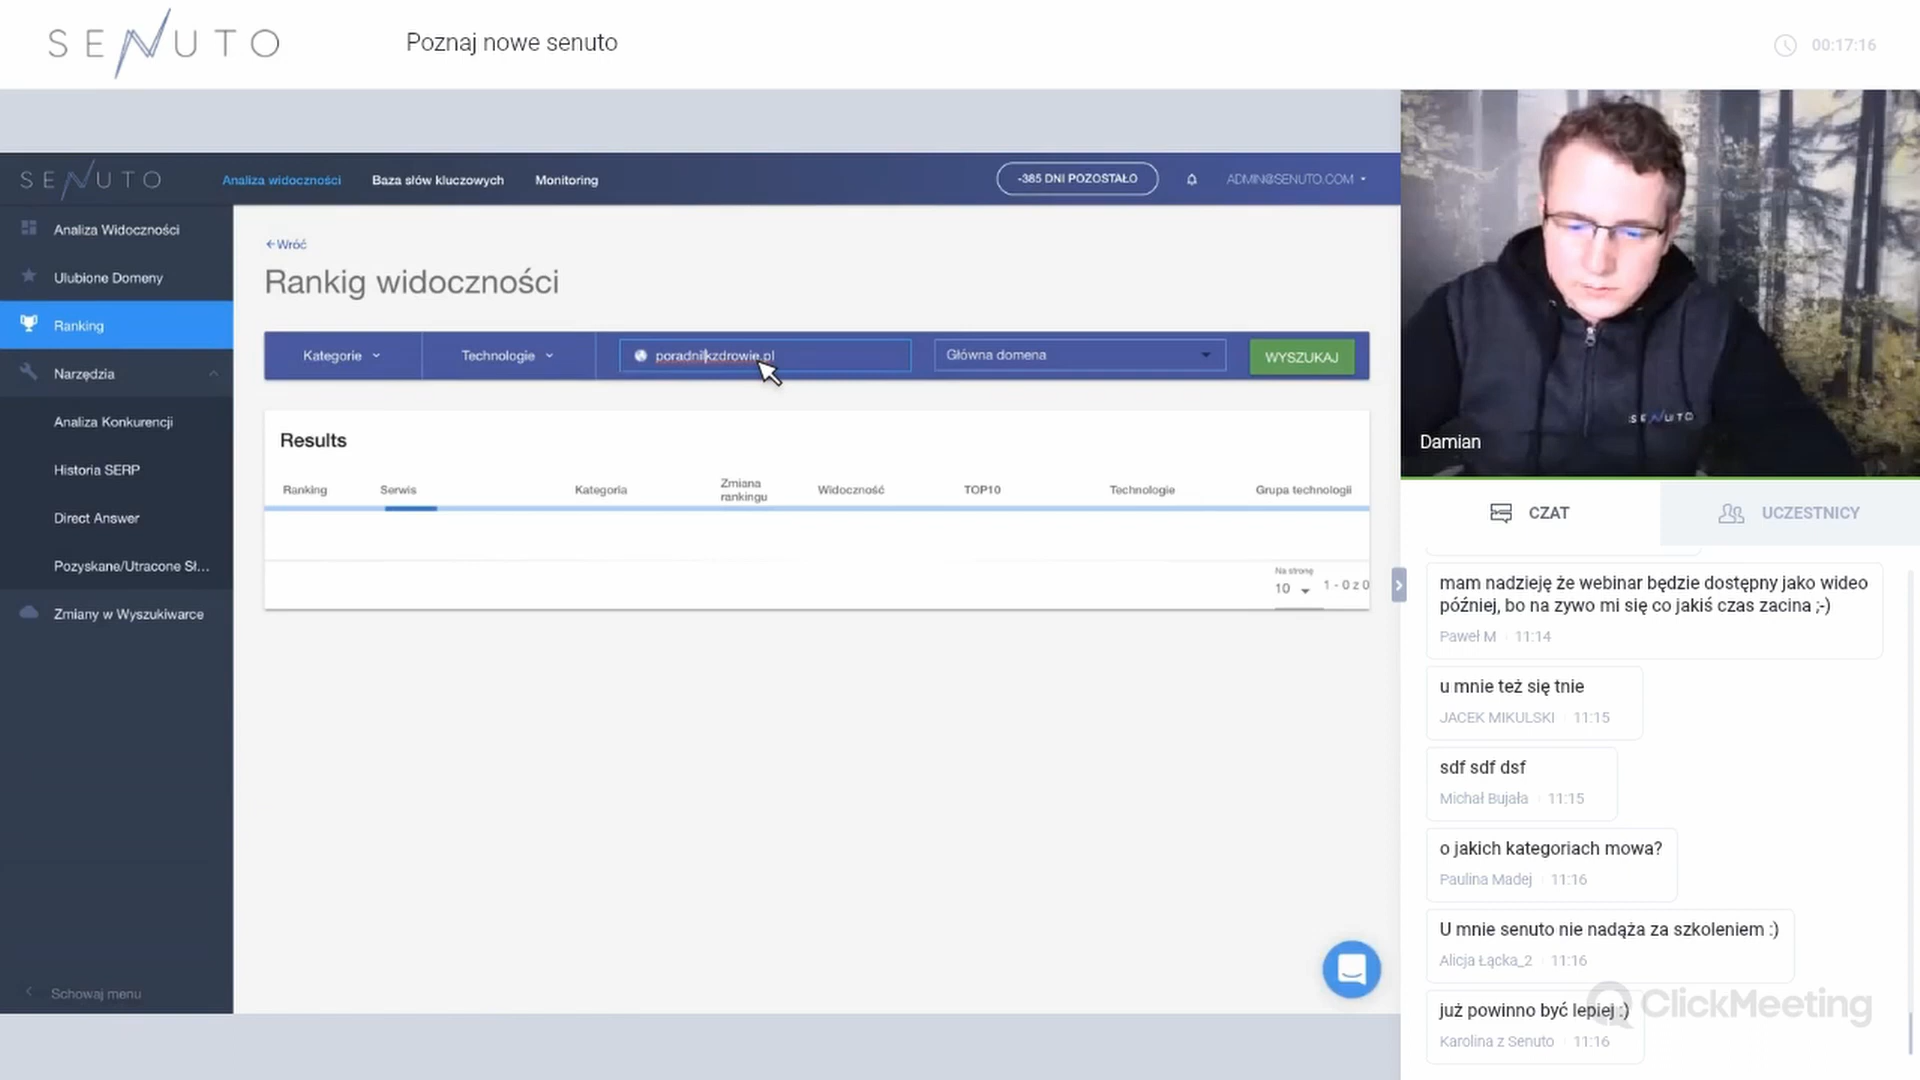 SENUTO
Poznaj nowe senuto
00:17:16
SENUTO
Analiza widoczności
Baza słów kluczowych
Monitoring
-385 DNI POZOSTAŁO
ADMIN@SENUTO.COM
Analiza Widoczności
Ulubione Domeny
Ranking
Narzędzia
Analiza Konkurencji
Historia SERP
Direct Answer
Pozyskane/Utracone Sł...
Zmiany w Wyszukiwarce
Schowaj menu
Wróć
Rankig widoczności
Kategorie
Technologie
poradnikzdrowie.pl
Główna domena
WYSZUKAJ
Results
Ranking
Serwis
Kategoria
Zmiana
rankingu
Widoczność
TOP10
Technologie
Grupa technologii
Na stronę
10
1 - 0 z 0
SENUTO
Damian
CZAT
UCZESTNICY
mam nadzieję że webinar będzie dostępny jako wideo
później, bo na zywo mi się co jakiś czas zacina ;-)
Paweł M 11:14
u mnie też się tnie
JACEK MIKULSKI 11:15
sdf sdf dsf
Michał Bujała 11:15
o jakich kategoriach mowa?
Paulina Madej 11:16
U mnie senuto nie nadąża za szkoleniem :)
Alicja Łącka_2 11:16
już powinno być lepiej :)
Karolina z Senuto 11:16
ClickMeeting